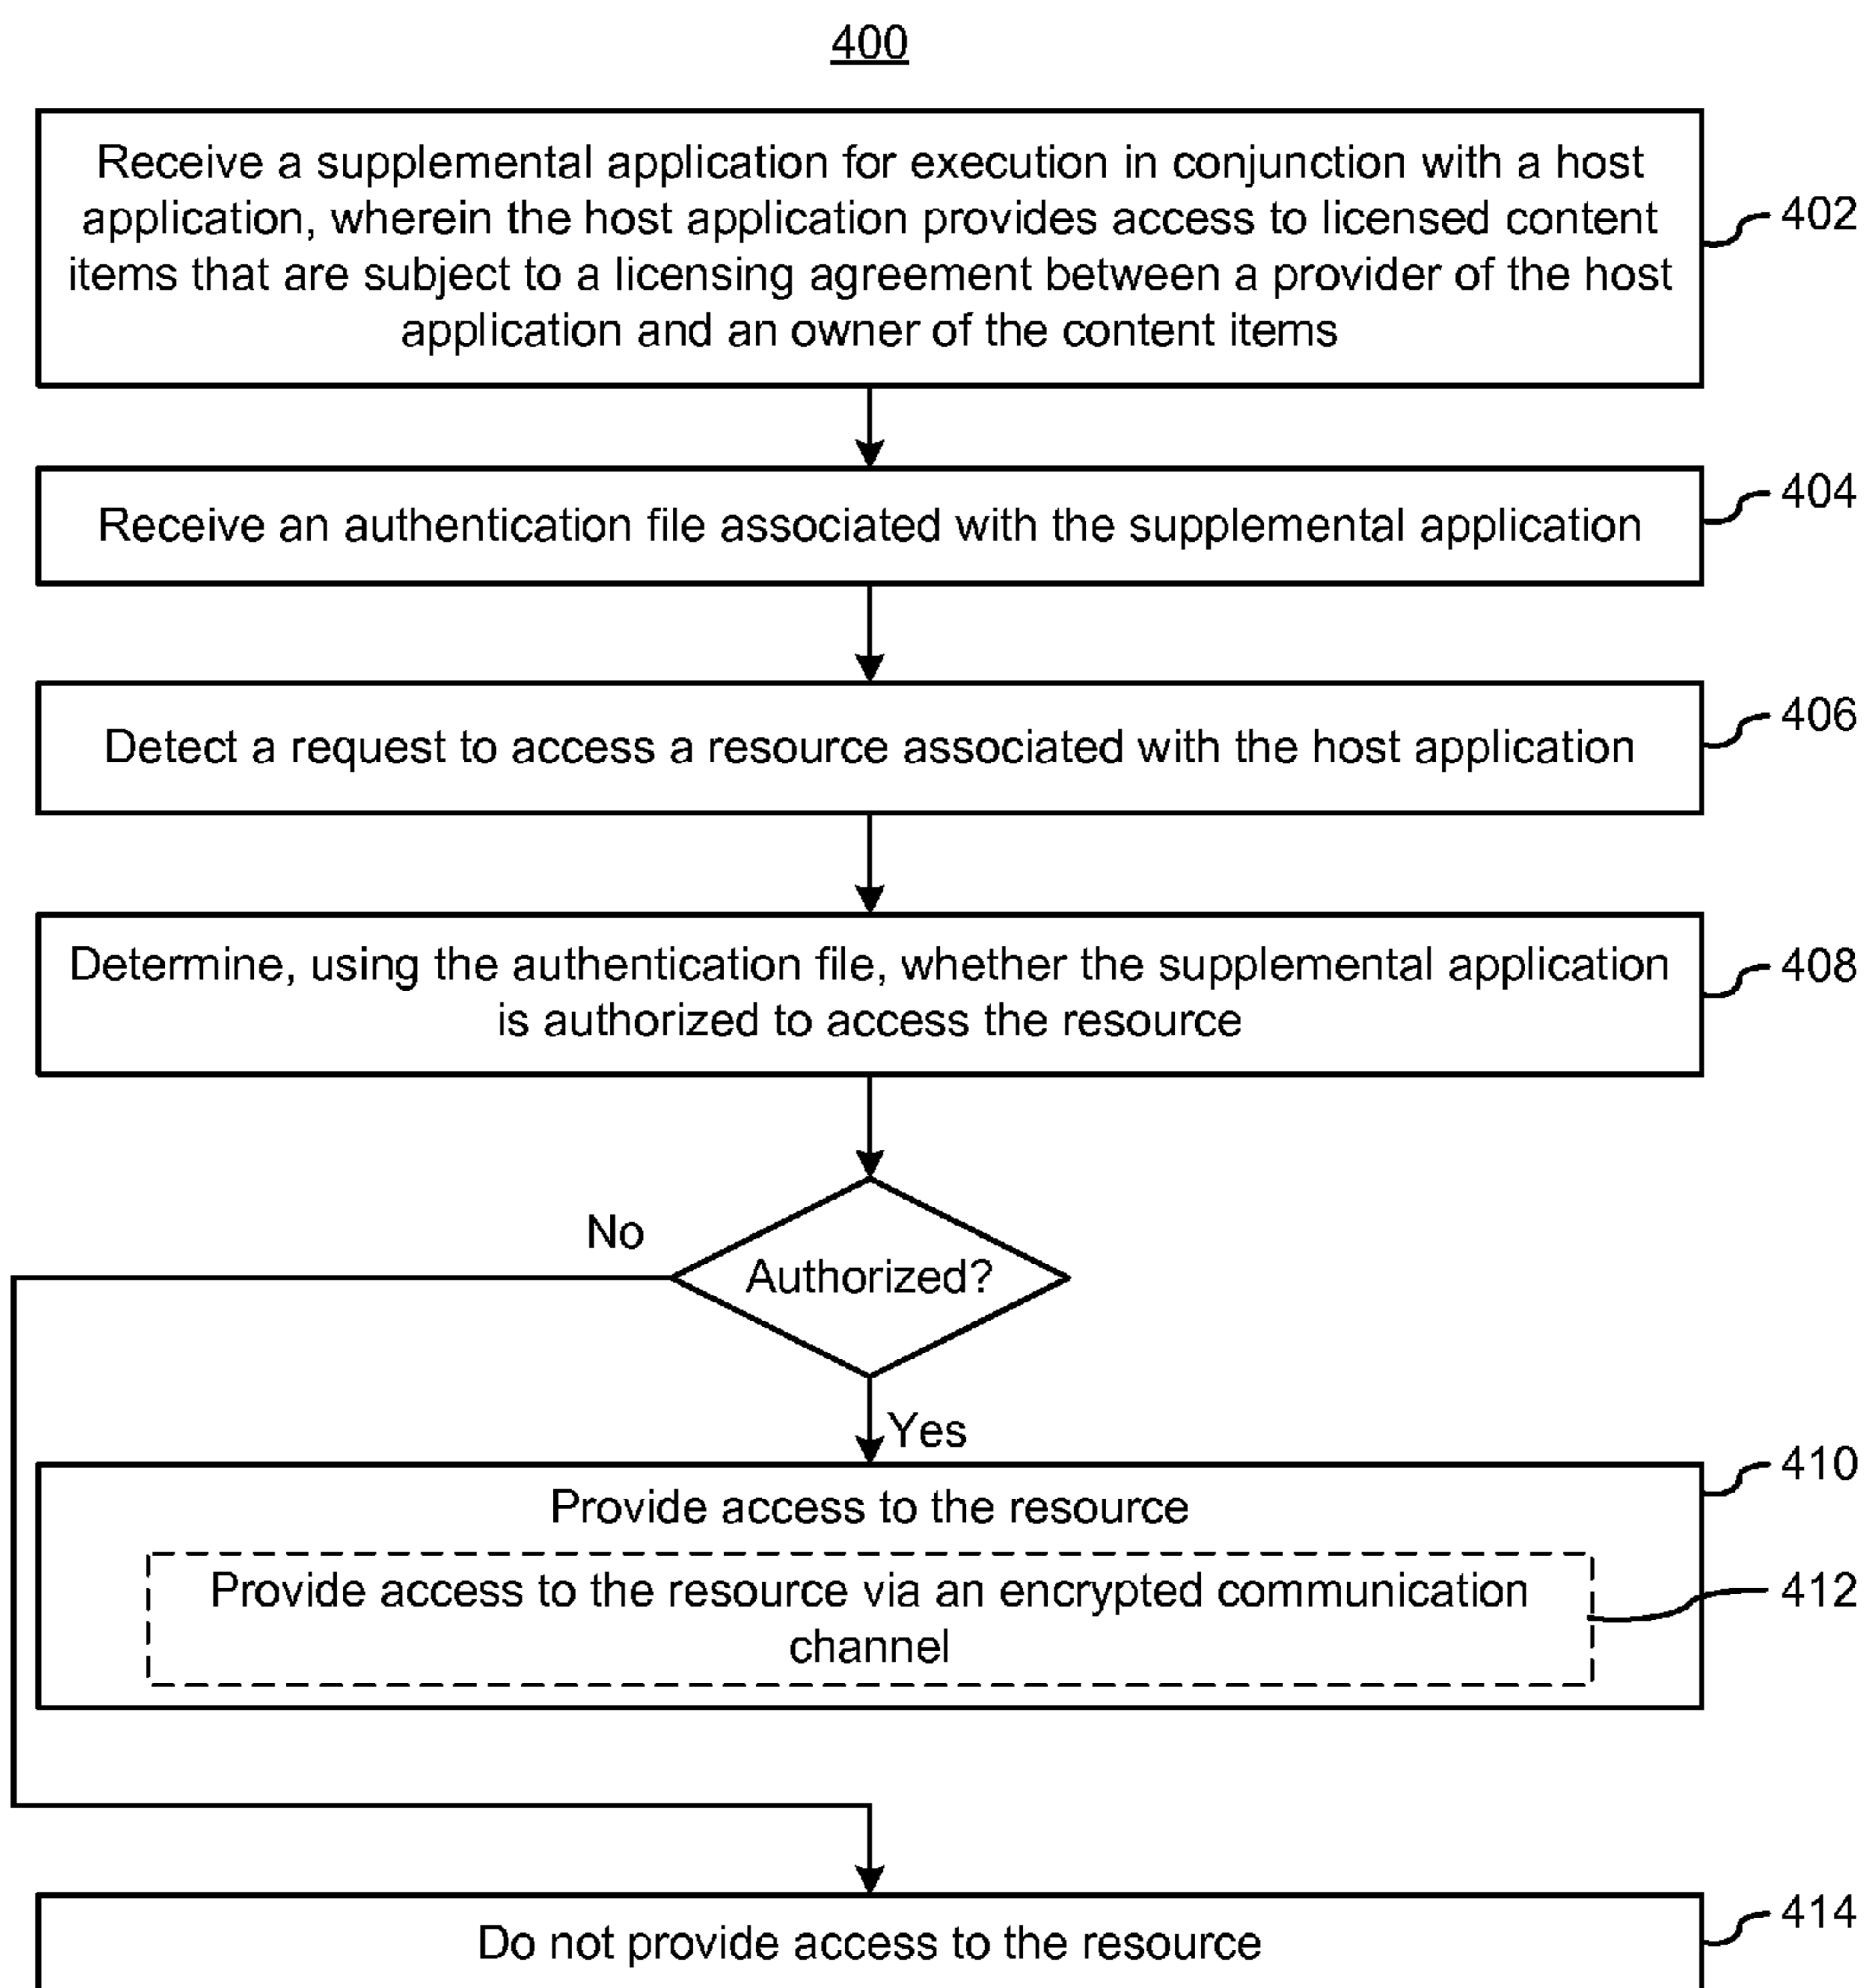 400
Receive a supplemental application for execution in conjunction with a host
application, wherein the host application provides access to licensed content
items that are subject to a licensing agreement between a provider of the host
application and an owner of the content items
402
Receive an authentication file associated with the supplemental application
404
Detect a request to access a resource associated with the host application
406
Determine, using the authentication file, whether the supplemental application
is authorized to access the resource
408
No
Authorized?
Yes
Provide access to the resource
410
Provide access to the resource via an encrypted communication
channel
412
Do not provide access to the resource
414